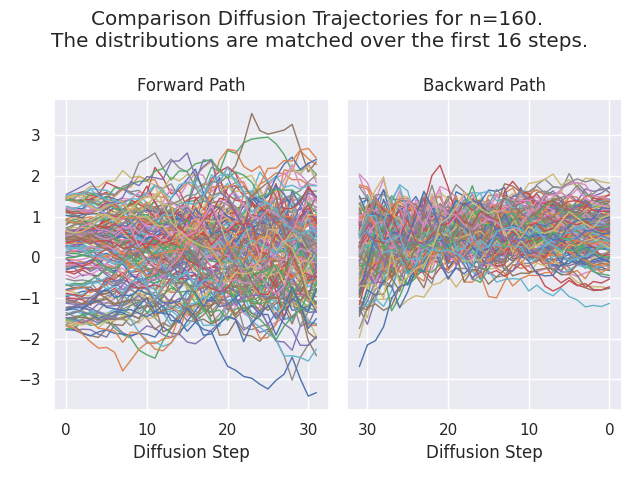 Comparison Diffusion Trajectories for n=160.
The distributions are matched over the first 16 steps.
Forward Path
Backward Path
3
2
1
0
−1
−2
−3
0 10 20 30
30 20 10 0
Diffusion Step
Diffusion Step